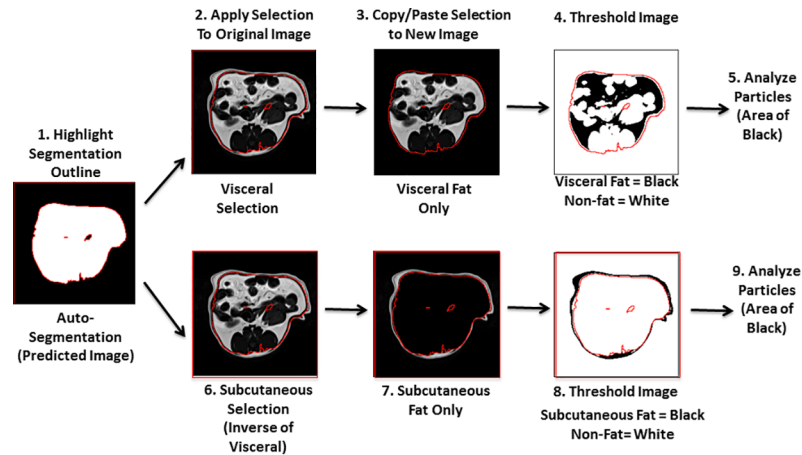 1. Highlight
Segmentation
Outline
Auto-
Segmentation
(Predicted Image)
2. Apply Selection
To Original Image
Visceral
Selection
3. Copy/Paste Selection
to New Image
Visceral Fat
Only
4. Threshold Image
Visceral Fat = Black
Non-fat = White
5. Analyze
Particles
(Area of
Black)
6. Subcutaneous
Selection
(Inverse of
Visceral)
7. Subcutaneous
Fat Only
8. Threshold Image
Subcutaneous Fat = Black
Non-Fat= White
9. Analyze
Particles
(Area of
Black)